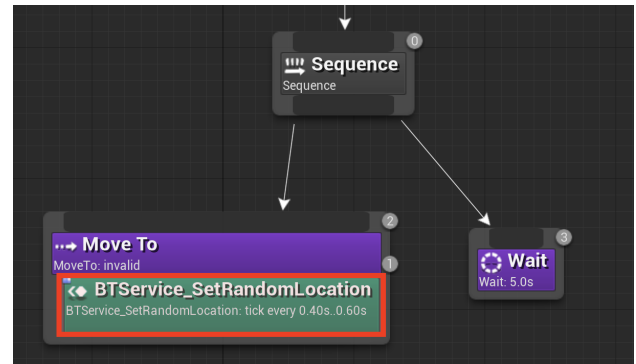 0
Sequence
Sequence
2
Move To
MoveTo: invalid
1
BTService_SetRandomLocation
BTService_SetRandomLocation: tick every 0.40s..0.60s
3
Wait
Wait: 5.0s